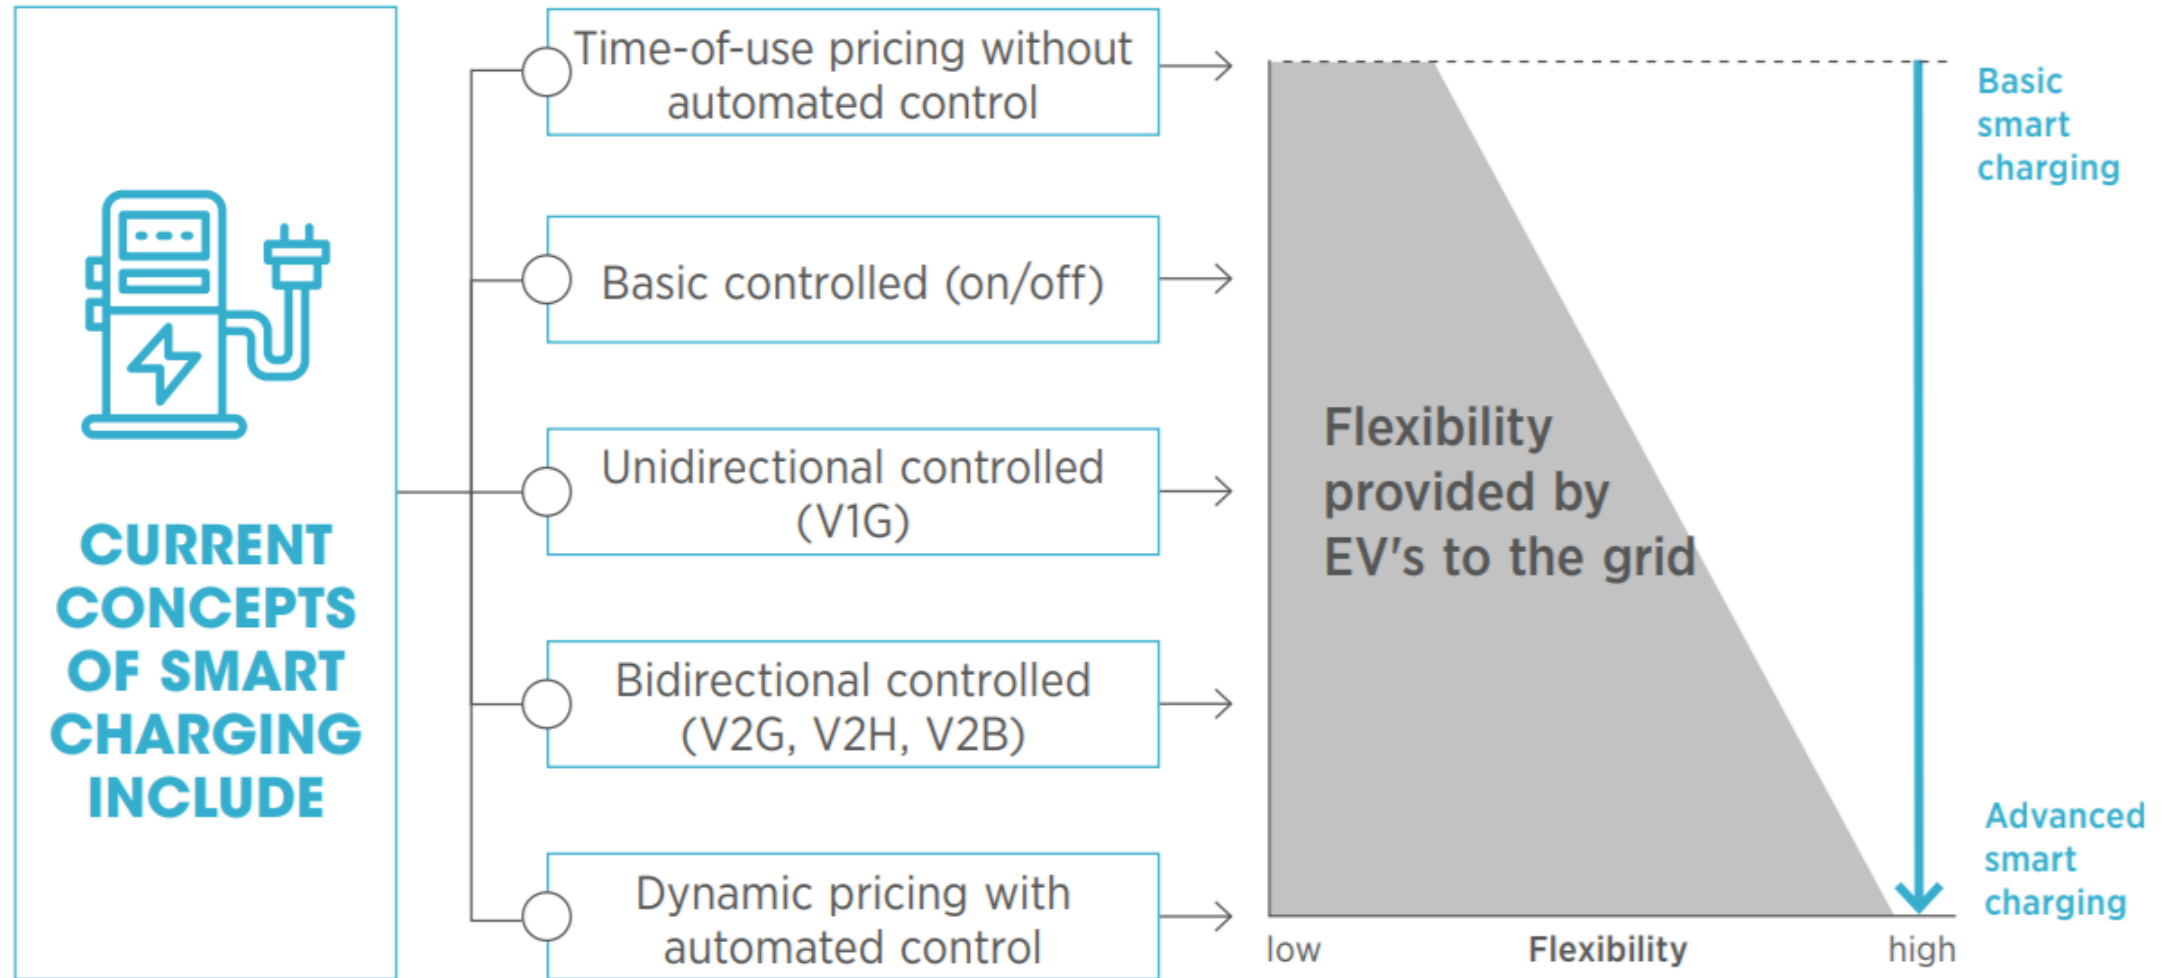 CURRENT
CONCEPTS
OF SMART
CHARGING
INCLUDE
Time-of-use pricing without
automated control
Basic controlled (on/off)
Unidirectional controlled
(V1G)
Bidirectional controlled
(V2G, V2H, V2B)
Dynamic pricing with
automated control
Flexibility
provided by
EV's to the grid
Basic
smart
charging
Advanced
smart
charging
low Flexibility high